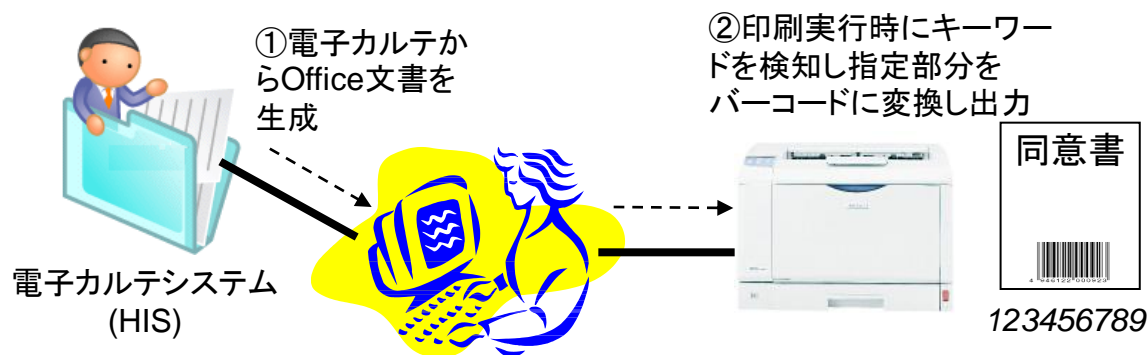 ①電子カルテか
らOffice文書を
生成
②印刷実行時にキーワー
ドを検知し指定部分を
バーコードに変換し出力
同意書
4 946122 000923
電子カルテシステム
(HIS)
123456789